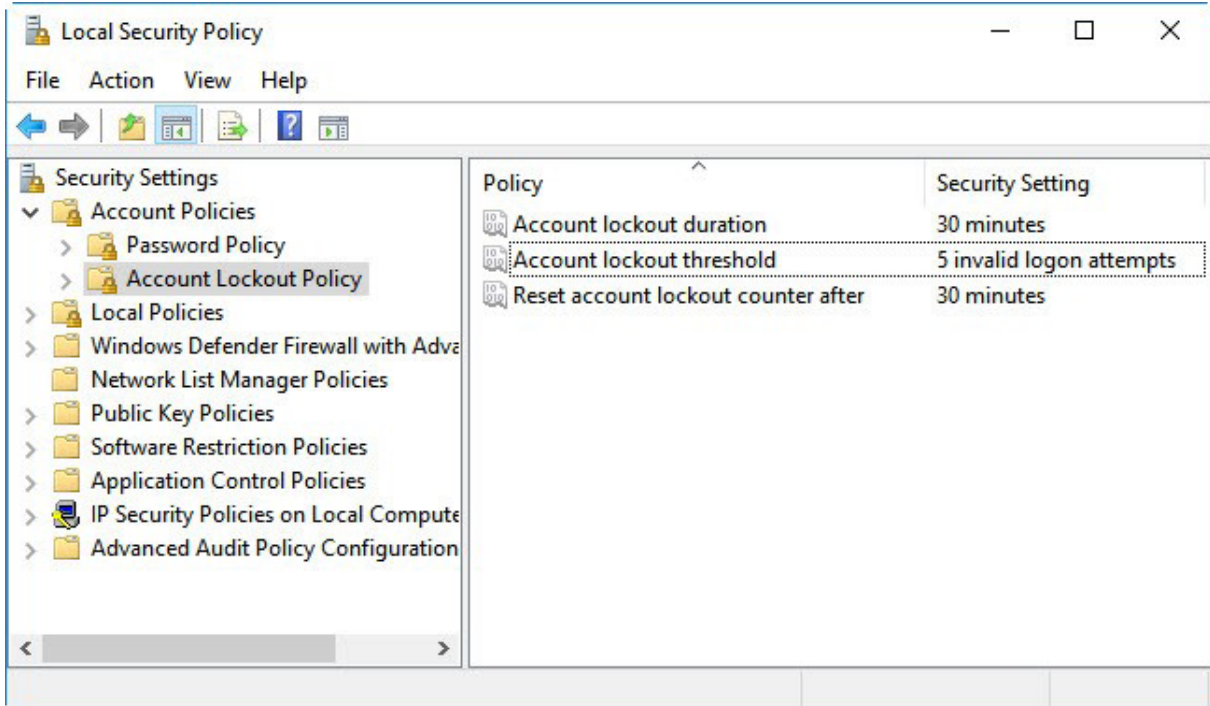 Local Security Policy
File Action View Help
Security Settings
Account Policies
Password Policy
Account Lockout Policy
Local Policies
Windows Defender Firewall with Adva
Network List Manager Policies
Public Key Policies
Software Restriction Policies
Application Control Policies
IP Security Policies on Local Compute
Advanced Audit Policy Configuration
Policy Security Setting
Account lockout duration 30 minutes
Account lockout threshold 5 invalid logon attempts
Reset account lockout counter after 30 minutes